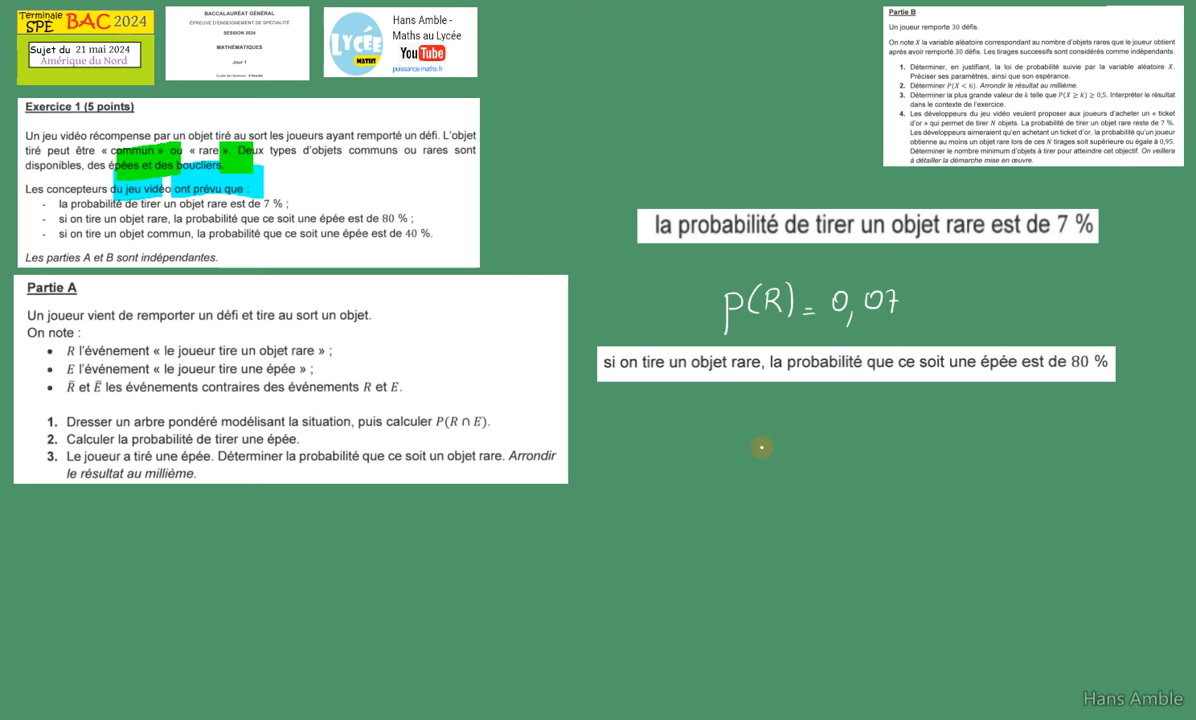 Terminale
SPE BAC 2024
Sujet du 21 mai 2024
Amérique du Nord
BACCALAURÉAT GÉNÉRAL
ÉPREUVE D'ENSEIGNEMENT DE SPÉCIALITÉ
SESSION 2024
MATHÉMATIQUES
Jour 1
Durée de l'épreuve : 4 heures
LYCÉE
MATHS
Hans Amble -
Maths au Lycée
YouTube
puissance-maths.fr
Partie B
Un joueur remporte 30 défis.
On note X la variable aléatoire correspondant au nombre d'objets rares que le joueur obtient
après avoir remporté 30 défis. Les tirages successifs sont considérés comme indépendants.
1. Déterminer, en justifiant, la loi de probabilité suivie par la variable aléatoire X.
Préciser ses paramètres, ainsi que son espérance.
2. Déterminer P(X < 6). Arrondir le résultat au millième.
3. Déterminer la plus grande valeur de k telle que P(X ≥ k) ≥ 0,5. Interpréter le résultat
dans le contexte de l'exercice.
4. Les développeurs du jeu vidéo veulent proposer aux joueurs d'acheter un « ticket
d'or » qui permet de tirer N objets. La probabilité de tirer un objet rare reste de 7 %.
Les développeurs aimeraient qu'en achetant un ticket d'or, la probabilité qu'un joueur
obtienne au moins un objet rare lors de ces N tirages soit supérieure ou égale à 0,95.
Déterminer le nombre minimum d'objets à tirer pour atteindre cet objectif. On veillera
à détailler la démarche mise en œuvre.
Exercice 1 (5 points)
Un jeu vidéo récompense par un objet tiré au sort les joueurs ayant remporté un défi. L'objet
tiré peut être « commun » ou « rare ». Deux types d'objets communs ou rares sont
disponibles, des épées et des boucliers.
Les concepteurs du jeu vidéo ont prévu que :
- la probabilité de tirer un objet rare est de 7 % ;
- si on tire un objet rare, la probabilité que ce soit une épée est de 80 % ;
- si on tire un objet commun, la probabilité que ce soit une épée est de 40 %.
Les parties A et B sont indépendantes.
Partie A
Un joueur vient de remporter un défi et tire au sort un objet.
On note :
• R l'événement « le joueur tire un objet rare » ;
• E l'événement « le joueur tire une épée » ;
• R̅ et E̅ les événements contraires des événements R et E.
1. Dresser un arbre pondéré modélisant la situation, puis calculer P(R ∩ E).
2. Calculer la probabilité de tirer une épée.
3. Le joueur a tiré une épée. Déterminer la probabilité que ce soit un objet rare. Arrondir
le résultat au millième.
la probabilité de tirer un objet rare est de 7 %
p(R) = 0,07
si on tire un objet rare, la probabilité que ce soit une épée est de 80 %
Hans Amble